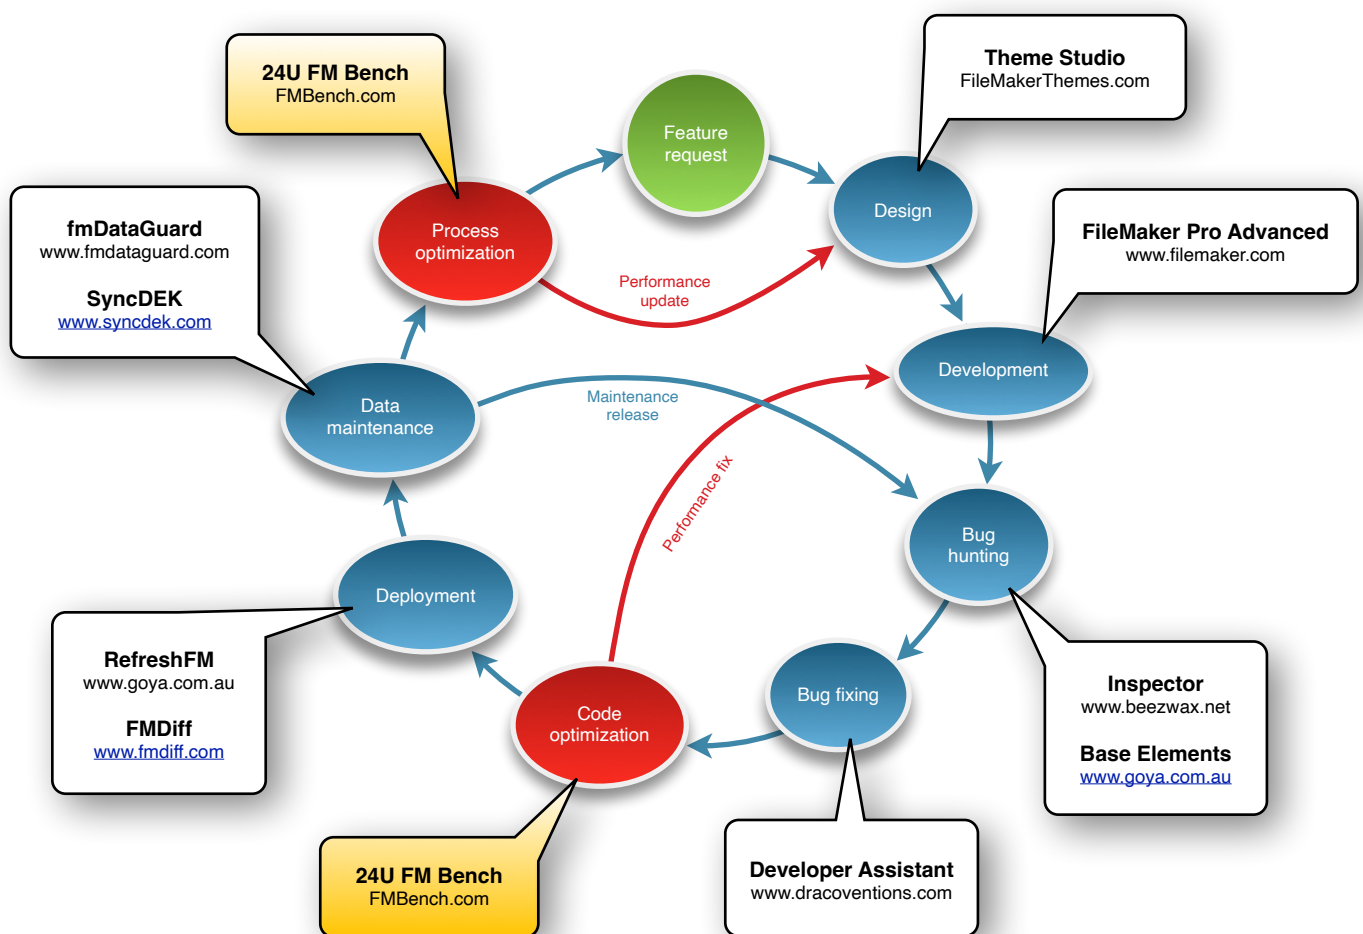 24U FM Bench
FMBench.com
Theme Studio
FileMakerThemes.com
Feature
request
Design
fmDataGuard
www.fmdataguard.com
SyncDEK
www.syncdek.com
Process
optimization
FileMaker Pro Advanced
www.filemaker.com
Performance
update
Development
Data
maintenance
Maintenance
release
Performance fix
Bug
hunting
Deployment
RefreshFM
www.goya.com.au
FMDiff
www.fmdiff.com
Code
optimization
Bug fixing
Inspector
www.beezwax.net
Base Elements
www.goya.com.au
24U FM Bench
FMBench.com
Developer Assistant
www.dracoventions.com